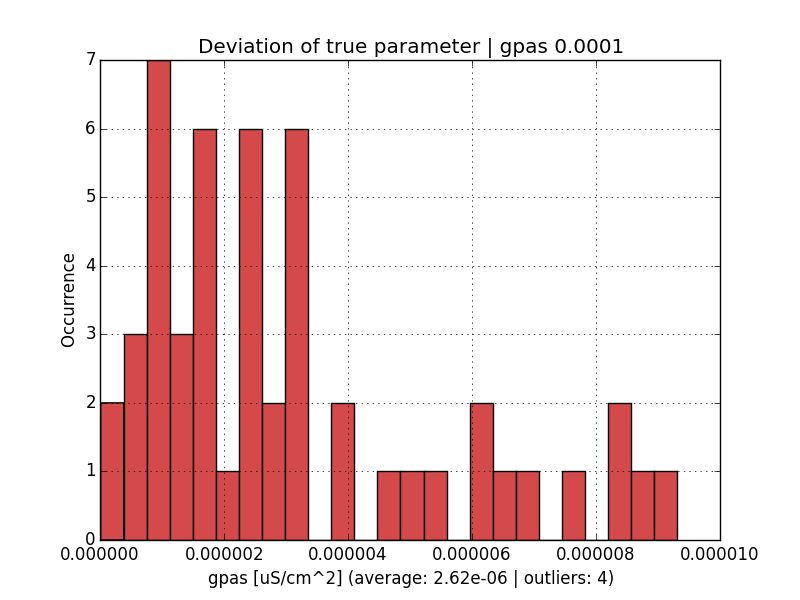 Deviation of true parameter | gpas 0.0001
7
6
5
4
3
2
1
0
Occurrence
0.000000 0.000002 0.000004 0.000006 0.000008 0.000010
gpas [uS/cm^2] (average: 2.62e-06 | outliers: 4)